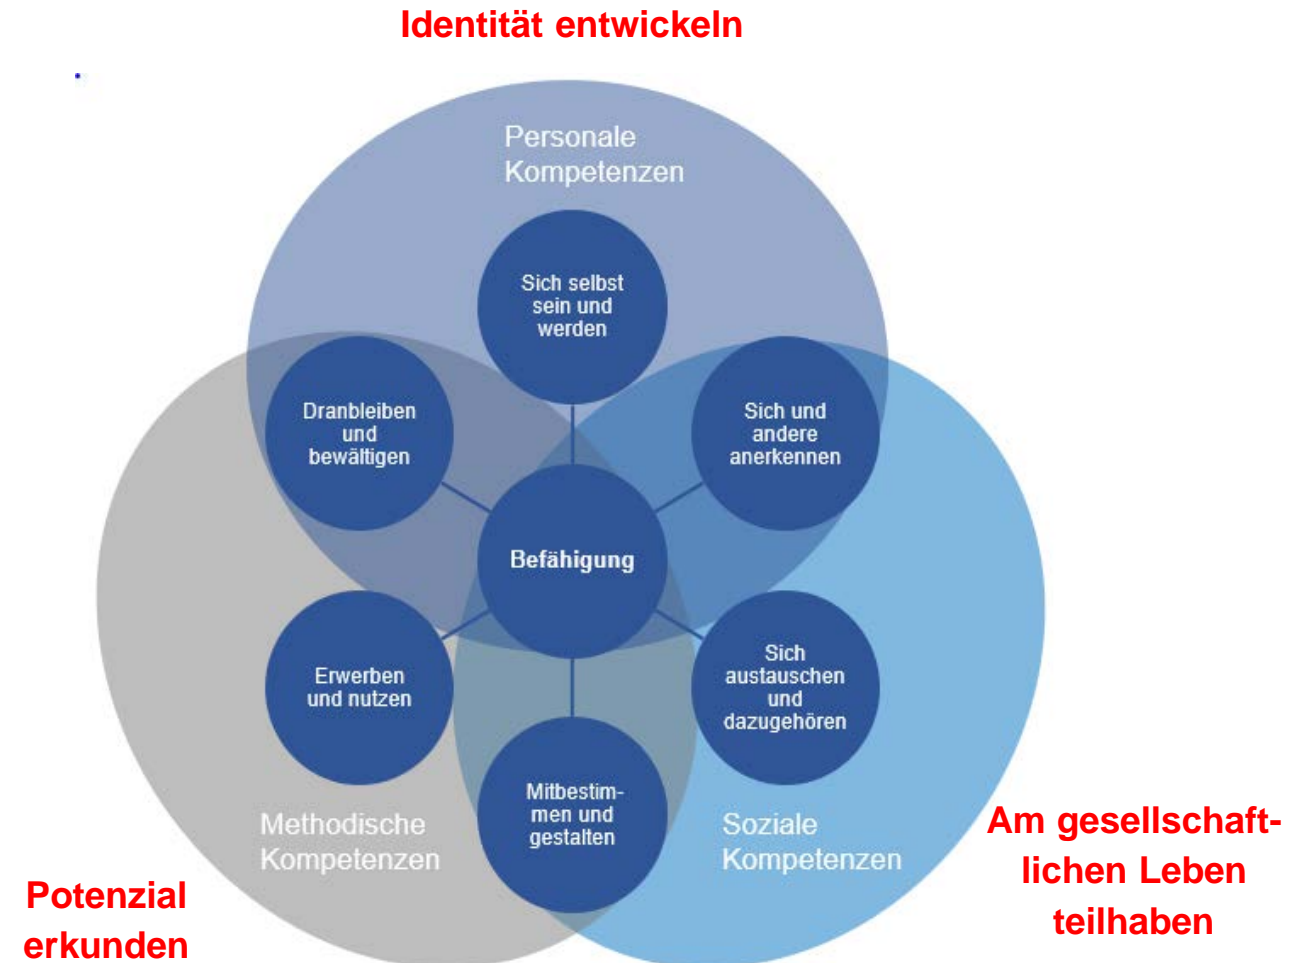 Identität entwickeln
Personale
Kompetenzen
Sich selbst
sein und
werden
Dranbleiben
und
bewältigen
Sich und
andere
anerkennen
Befähigung
Erwerben
und nutzen
Sich
austauschen
und
dazugehören
Mitbestim-
men und
gestalten
Methodische
Kompetenzen
Soziale
Kompetenzen
Am gesellschaft-
lichen Leben
teilhaben
Potenzial
erkunden